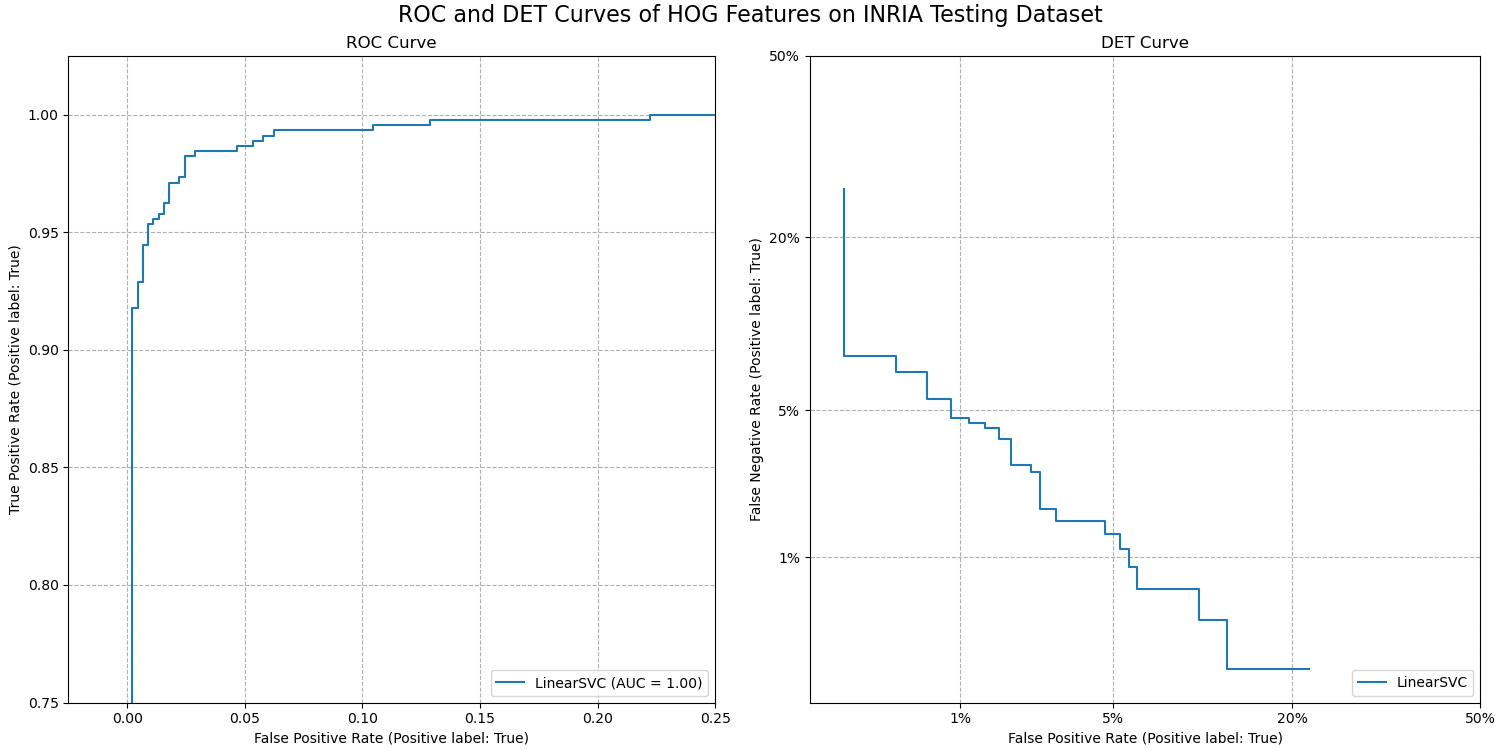 ROC and DET Curves of HOG Features on INRIA Testing Dataset
ROC Curve
1.00
0.95
0.90
0.85
0.80
0.75
True Positive Rate (Positive label: True)
0.00
0.05
0.10
0.15
0.20
0.25
False Positive Rate (Positive label: True)
LinearSVC (AUC = 1.00)
DET Curve
50%
20%
5%
1%
False Negative Rate (Positive label: True)
1%
5%
20%
50%
False Positive Rate (Positive label: True)
LinearSVC